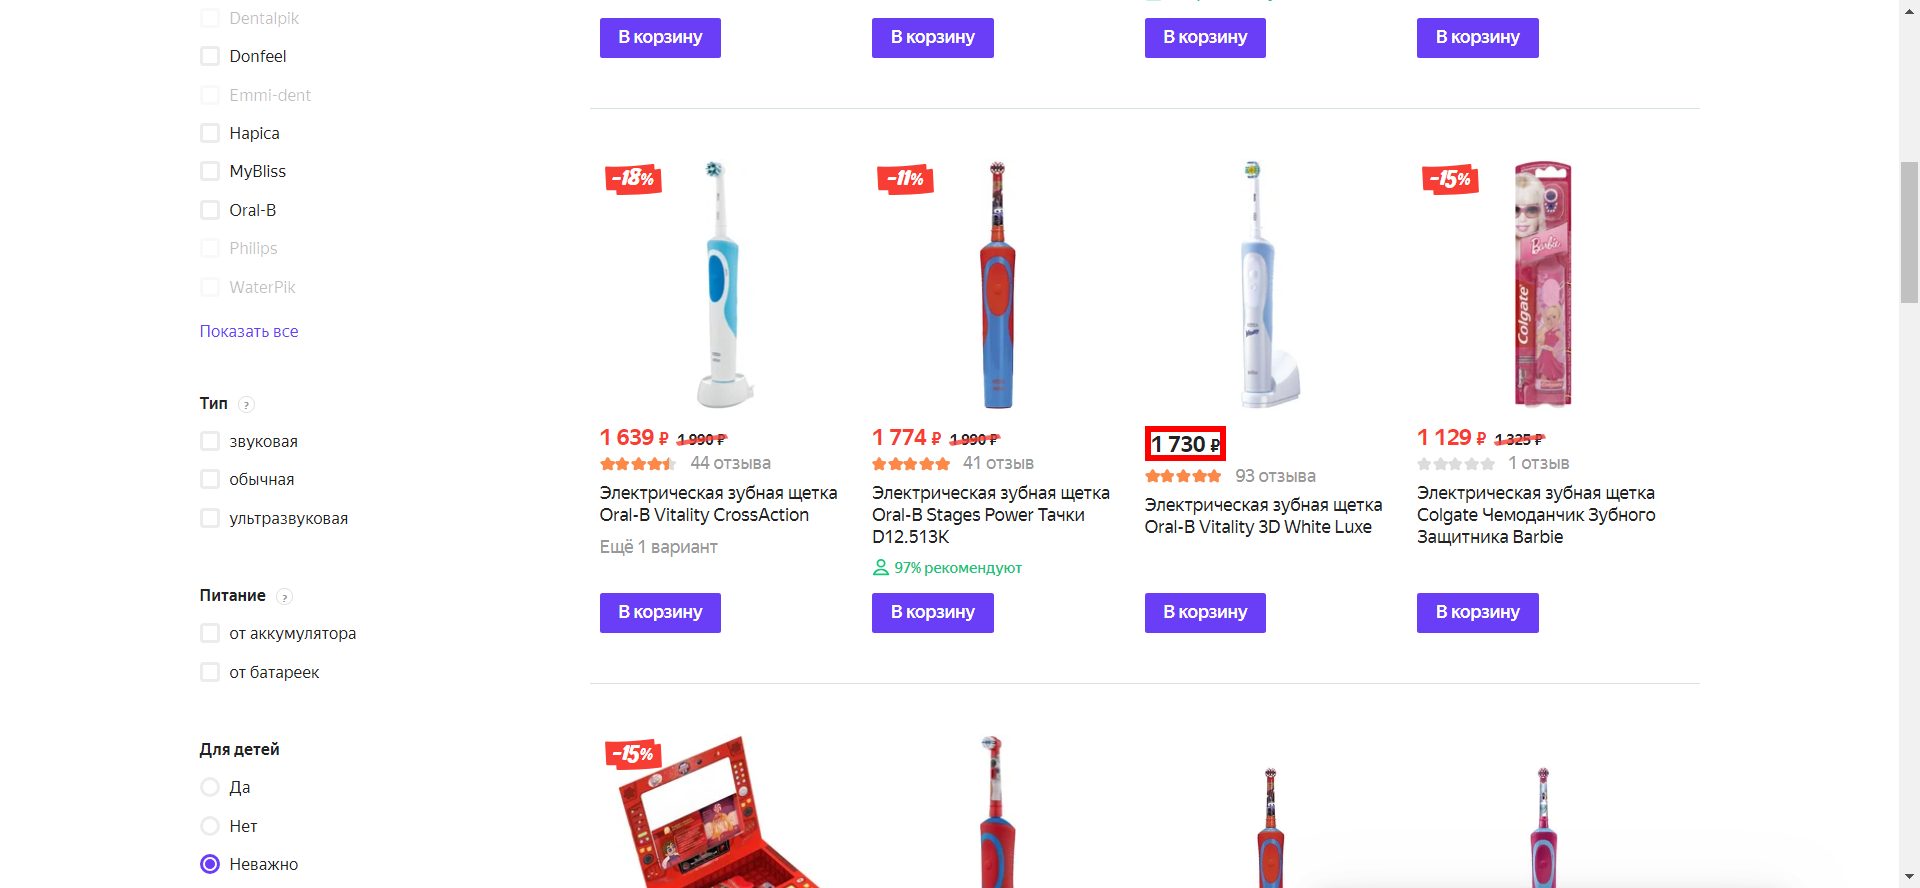 Dentalpik
Donfeel
Emmi-dent
Hapica
MyBliss
Oral-B
Philips
WaterPik
Показать все
Тип ?
звуковая
обычная
ультразвуковая
Питание ?
от аккумулятора
от батареек
Для детей
Да
Нет
Неважно
В корзину
В корзину
В корзину
В корзину
-18%
1 639 ₽ 1 990 ₽
44 отзыва
Электрическая зубная щетка
Oral-B Vitality CrossAction
Ещё 1 вариант
В корзину
-11%
1 774 ₽ 1 990 ₽
41 отзыв
Электрическая зубная щетка
Oral-B Stages Power Тачки
D12.513K
97% рекомендуют
В корзину
1 730 ₽
93 отзыва
Электрическая зубная щетка
Oral-B Vitality 3D White Luxe
В корзину
-15%
Barbie
Colgate
1 129 ₽ 1 325 ₽
1 отзыв
Электрическая зубная щетка
Colgate Чемоданчик Зубного
Защитника Barbie
В корзину
-15%